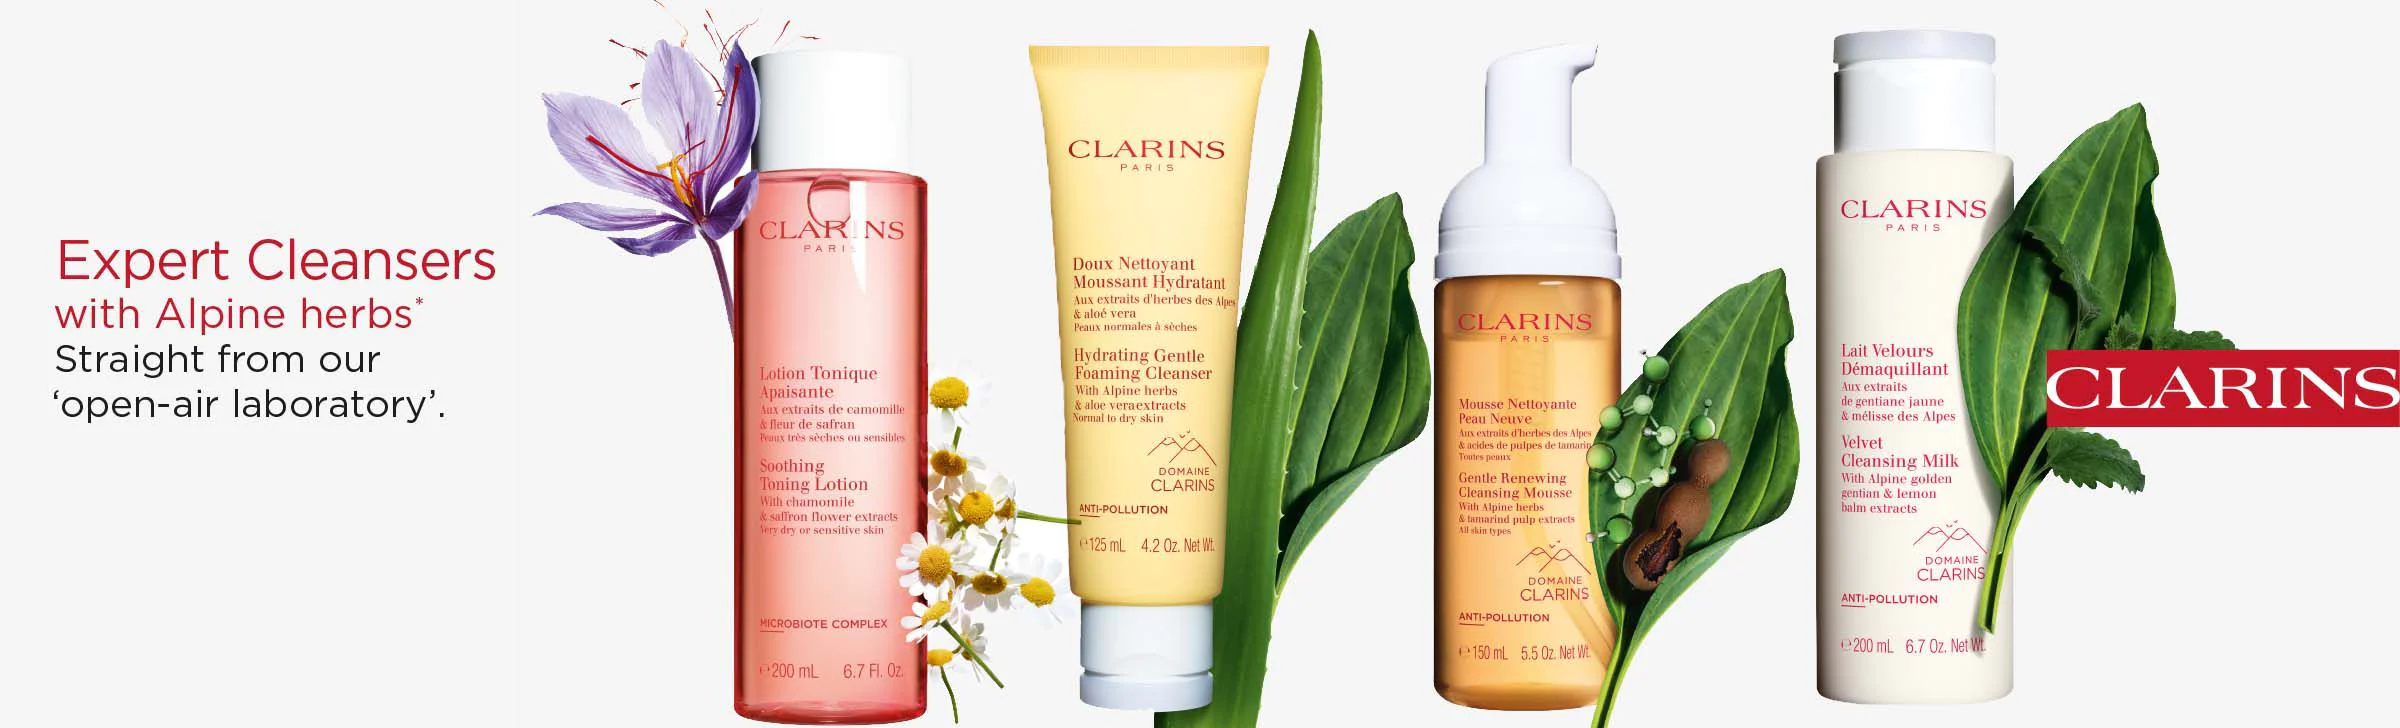 Expert Cleansers
with Alpine herbs*
Straight from our
‘open-air laboratory’.
CLARINS
PARIS
Lotion Tonique
Apaisante
Aux extraits de camomille
& fleur de safran
Peaux très sèches ou sensibles
Soothing
Toning Lotion
With chamomile
& saffron flower extracts
Very dry or sensitive skin
MICROBIOTE COMPLEX
℮200 mL 6.7 Fl. Oz.
CLARINS
PARIS
Doux Nettoyant
Moussant Hydratant
Aux extraits d'herbes des Alpes
& aloé vera
Peaux normales à sèches
Hydrating Gentle
Foaming Cleanser
With Alpine herbs
& aloe vera extracts
Normal to dry skin
DOMAINE
CLARINS
ANTI-POLLUTION
℮125 mL 4.2 Oz. Net Wt.
CLARINS
PARIS
Mousse Nettoyante
Peau Neuve
Aux extraits d'herbes des Alpes
& acides de pulpes de tamarin
Toutes peaux
Gentle Renewing
Cleansing Mousse
With Alpine herbs
& tamarind pulp extracts
All skin types
DOMAINE
CLARINS
ANTI-POLLUTION
℮150 mL 5.5 Oz. Net Wt.
CLARINS
PARIS
Lait Velours
Démaquillant
Aux extraits
de gentiane jaune
& mélisse des Alpes
Velvet
Cleansing Milk
With Alpine golden
gentian & lemon
balm extracts
DOMAINE
CLARINS
ANTI-POLLUTION
℮200 mL 6.7 Oz. Net Wt.
CLARINS